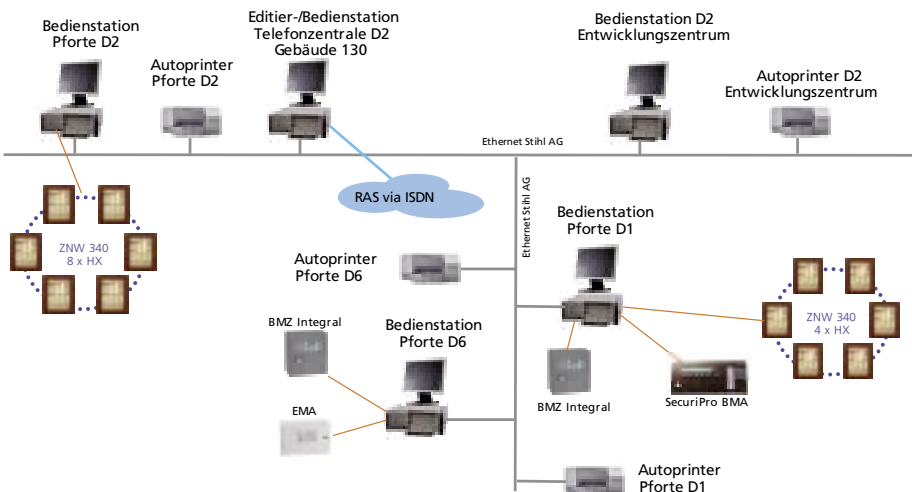 Bedienstation
Pforte D2
Autoprinter
Pforte D2
Editier-/Bedienstation
Telefonzentrale D2
Gebäude 130
Bedienstation D2
Entwicklungszentrum
Autoprinter D2
Entwicklungszentrum
Ethernet Stihl AG
RAS via ISDN
Ethernet Stihl AG
ZNW 340
8 x HX
Bedienstation
Pforte D1
Autoprinter
Pforte D6
ZNW 340
4 x HX
BMZ Integral
Bedienstation
Pforte D6
EMA
BMZ Integral
SecuriPro BMA
Autoprinter
Pforte D1